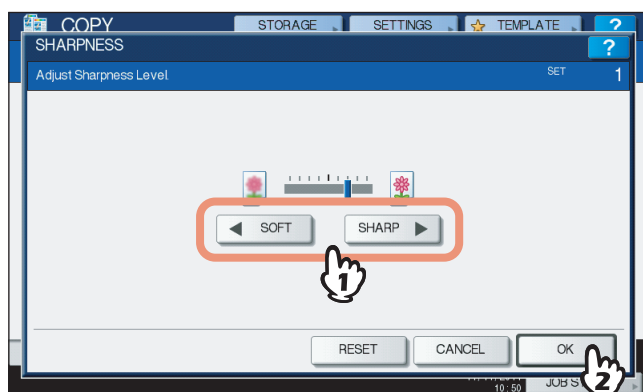 COPY STORAGE SETTINGS TEMPLATE ?
SHARPNESS ?
Adjust Sharpness Level. SET 1
SOFT SHARP
1
RESET CANCEL OK
2
10:50 JOB S